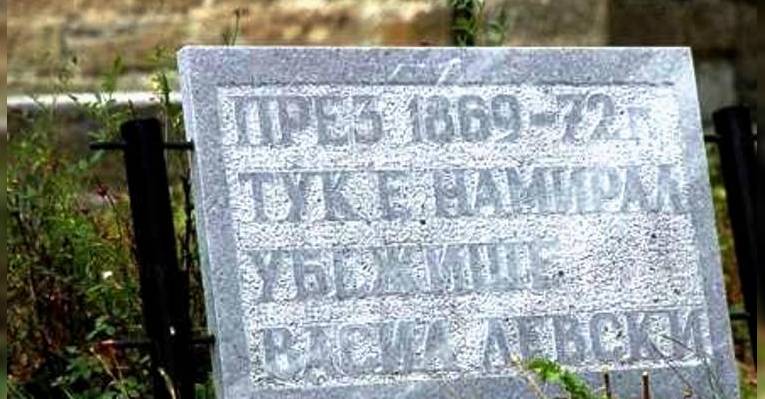 ПРЕЗ 1869-72 г.
ТУК Е НАМИРАЛ
УБЕЖИЩЕ
ВАСИЛ ЛЕВСКИ